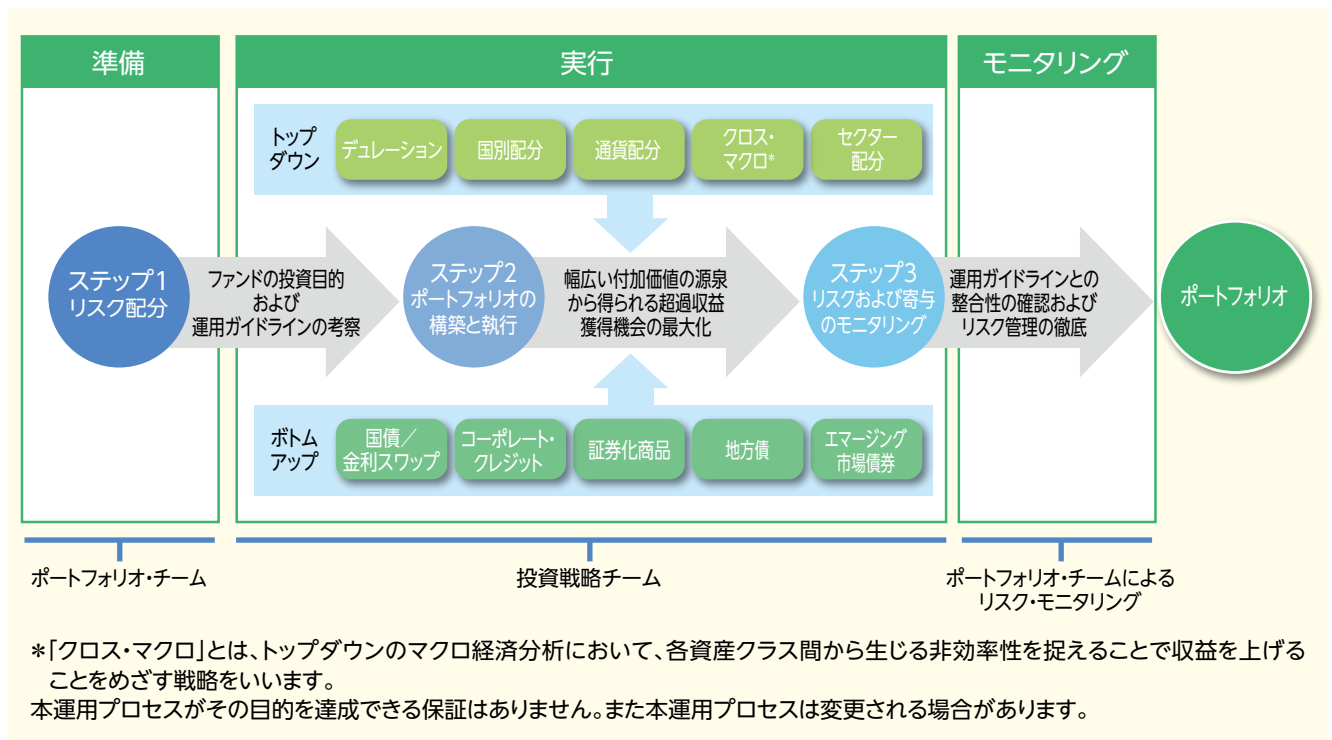 準備
実行
モニタリング
トップ
ダウン
デュレーション
国別配分
通貨配分
クロス・
マクロ*
セクター
配分
ステップ1
リスク配分
ファンドの投資目的
および
運用ガイドラインの考察
ステップ2
ポートフォリオの
構築と執行
幅広い付加価値の源泉
から得られる超過収益
獲得機会の最大化
ステップ3
リスクおよび寄与
のモニタリング
運用ガイドラインとの
整合性の確認および
リスク管理の徹底
ポートフォリオ
ボトム
アップ
国債／
金利スワップ
コーポレート・
クレジット
証券化商品
地方債
エマージング
市場債券
ポートフォリオ・チーム
投資戦略チーム
ポートフォリオ・チームによる
リスク・モニタリング
*「クロス・マクロ」とは、トップダウンのマクロ経済分析において、各資産クラス間から生じる非効率性を捉えることで収益を上げる
ことをめざす戦略をいいます。
本運用プロセスがその目的を達成できる保証はありません。また本運用プロセスは変更される場合があります。